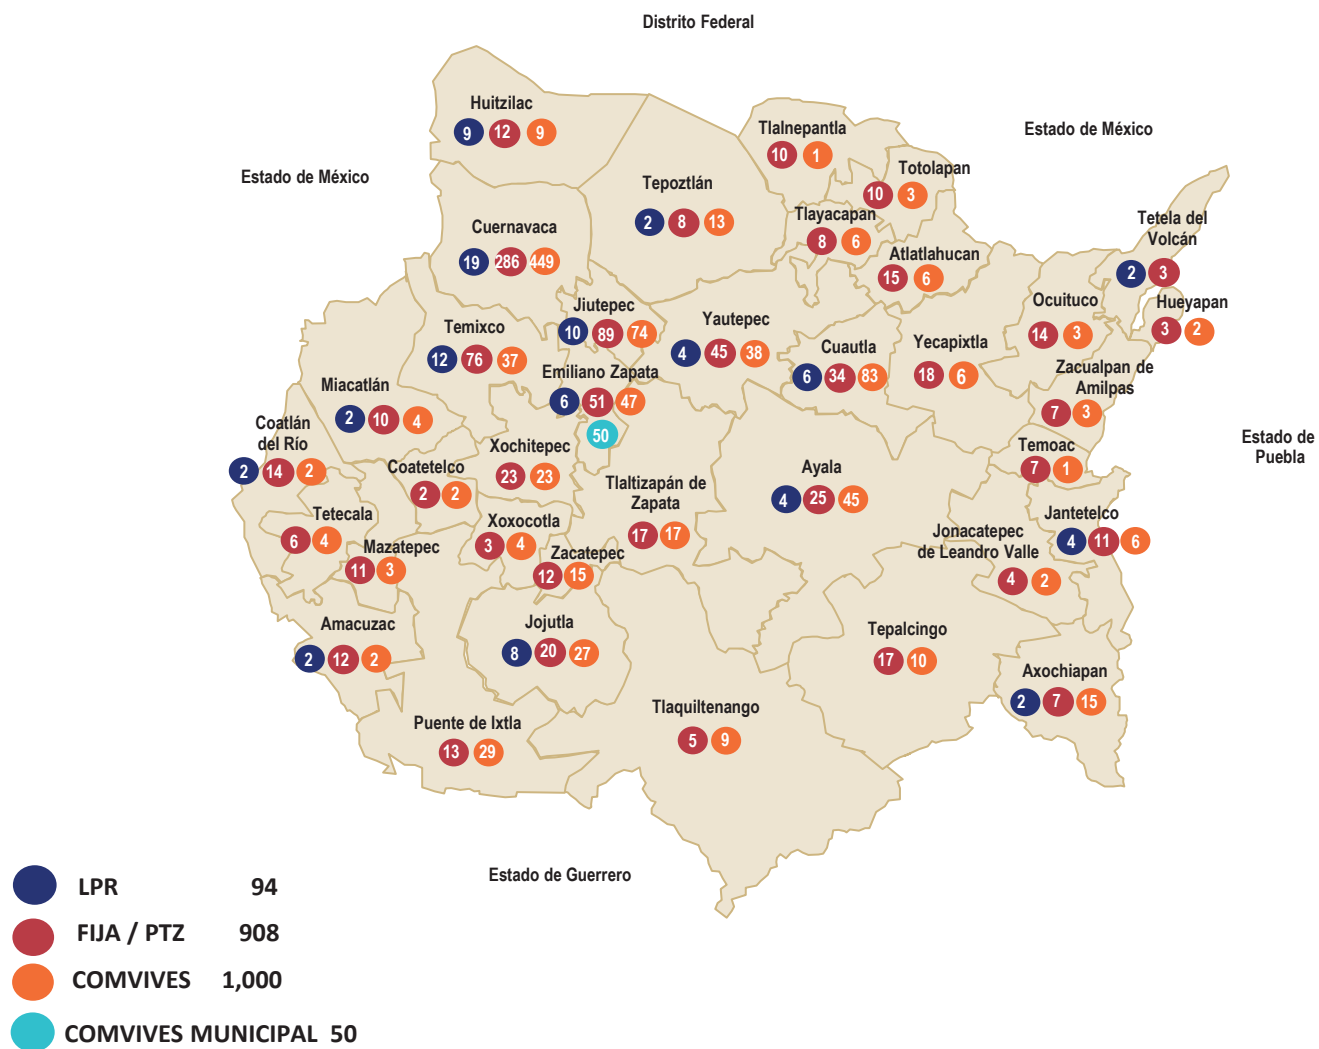 Distrito Federal
Huitzilac
9 12 9
Tlalnepantla
10 1
Estado de México
Estado de México
Totolapan
10 3
Tepoztlán
2 8 13
Tlayacapan
8 6
Tetela del
Volcán
2 3
Cuernavaca
19 286 449
Atlatlahucan
15 6
Ocuituco
14 3
Hueyapan
3 2
Jiutepec
10 89 74
Temixco
12 76 37
Yautepec
4 45 38
Cuautla
6 34 83
Yecapixtla
18 6
Zacualpan de
Amilpas
7 3
Emiliano Zapata
6 51 47
50
Miacatlán
2 10 4
Coatlán
del Río
2 14 2
Estado de
Puebla
Xochitepec
23 23
Coatetelco
2 2
Tlaltizapán de
Zapata
17 17
Ayala
4 25 45
Temoac
7 1
Tetecala
6 4
Xoxocotla
3 4
Jantetelco
4 11 6
Jonacatepec
de Leandro Valle
4 2
Mazatepec
11 3
Zacatepec
12 15
Amacuzac
2 12 2
Jojutla
8 20 27
Tepalcingo
17 10
Axochiapan
2 7 15
Puente de Ixtla
13 29
Tlaquiltenango
5 9
Estado de Guerrero
LPR 94
FIJA / PTZ 908
COMVIVES 1,000
COMVIVES MUNICIPAL 50